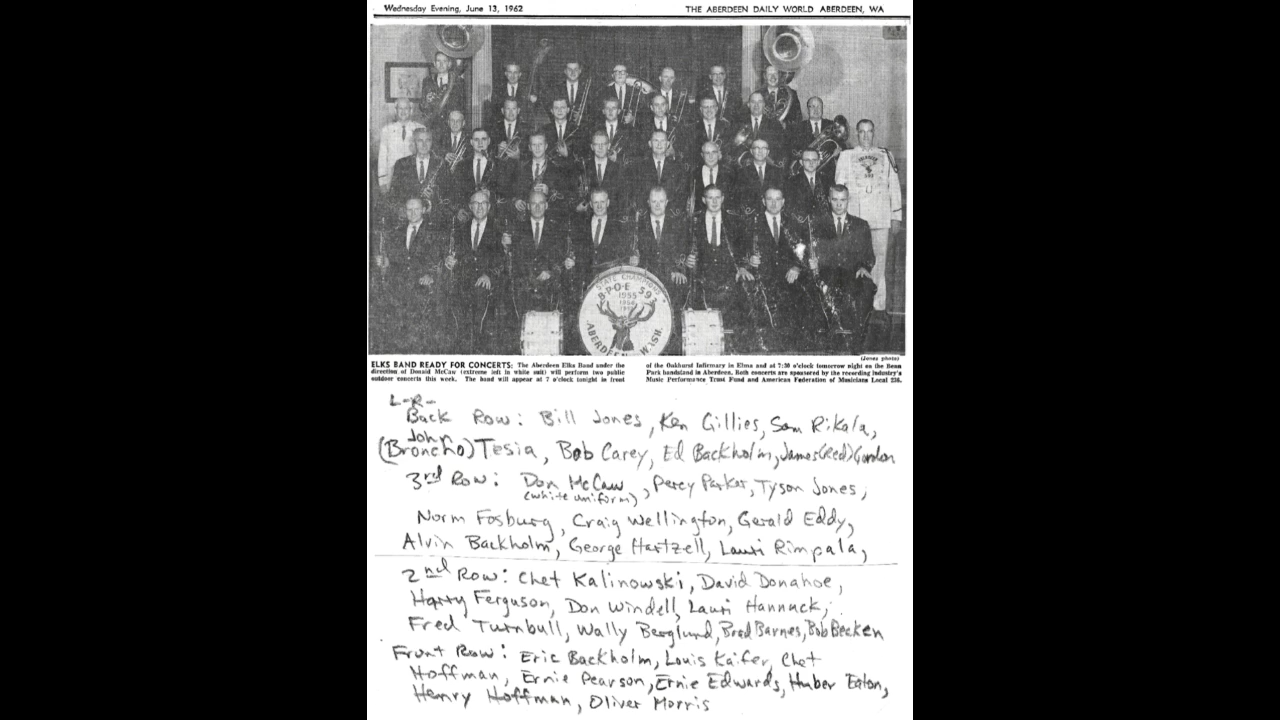 Wednesday Evening, June 13, 1962 THE ABERDEEN DAILY WORLD ABERDEEN, WA
STATE CHAMPIONS
B·P·O·E 593
1955
ABERDEEN WASH.
(Jones photo)
ELKS BAND READY FOR CONCERTS: The Aberdeen Elks Band under the
direction of Donald McCaw (extreme left in white suit) will perform two public
outdoor concerts this week. The band will appear at 7 o'clock tonight in front
of the Oakhurst Infirmary in Elma and at 7:30 o'clock tomorrow night on the Bean
Park bandstand in Aberdeen. Both concerts are sponsored by the recording industry's
Music Performance Trust Fund and American Federation of Musicians Local 236.
L-R-
Back Row: Bill Jones, Ken Gillies, Sam Rikala,
John
(Broncho) Tesia, Bob Carey, Ed Backholm, James (Red) Gordon
3rd Row: Don McCaw, Percy Parker, Tyson Jones,
(white uniform)
Norm Fosburg, Craig Wellington, Gerald Eddy,
Alvin Backholm, George Hartzell, Lauri Rimpala,
2nd Row: Chet Kalinowski, David Donahoe,
Harry Ferguson, Don Windell, Lauri Hannuck,
Fred Turnbull, Wally Berglund, Brad Barnes, Bob Becken
Front Row: Eric Backholm, Louis Kaifer, Chet
Hoffman, Ernie Pearson, Ernie Edwards, Huber Eaton,
Henry Hoffman, Oliver Morris